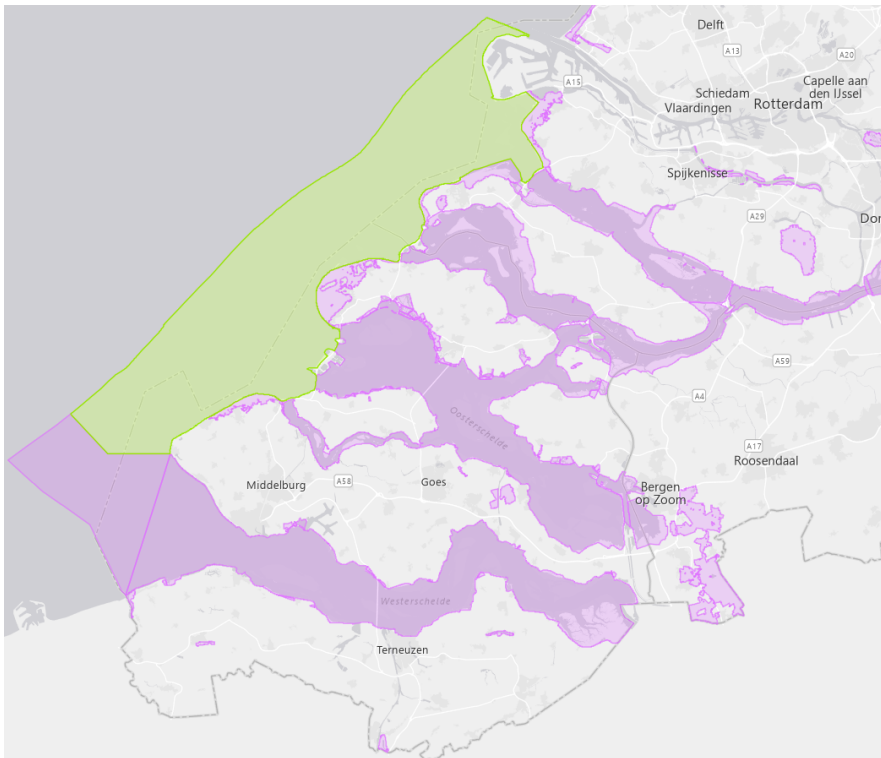 Delft
A13
A20
A15
Capelle aan
den IJssel
Schiedam
Rotterdam
Vlaardingen
Spijkenisse
A29
Dor
A59
A4
Oosterschelde
A17
Roosendaal
Middelburg
A58
Goes
Bergen
op Zoom
Westerschelde
Terneuzen